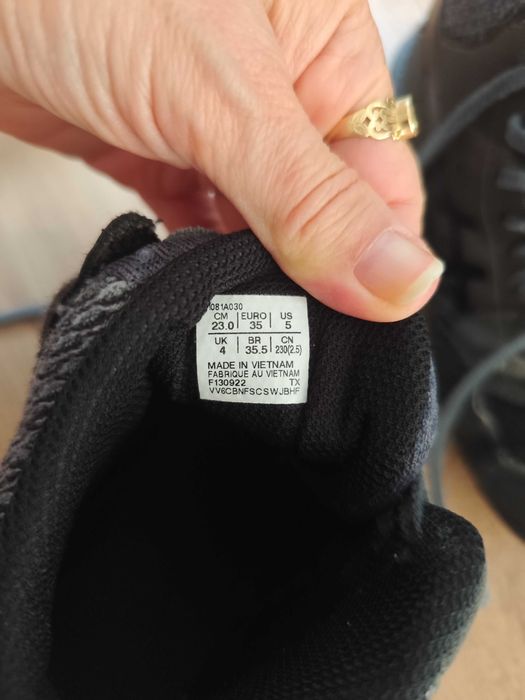 081A030
CM EURO US
23.0 35 5
UK BR CN
4 35.5 230(2.5)
MADE IN VIETNAM
FABRIQUE AU VIETNAM
F130922 TX
VV6CBNFSCSWJBHF